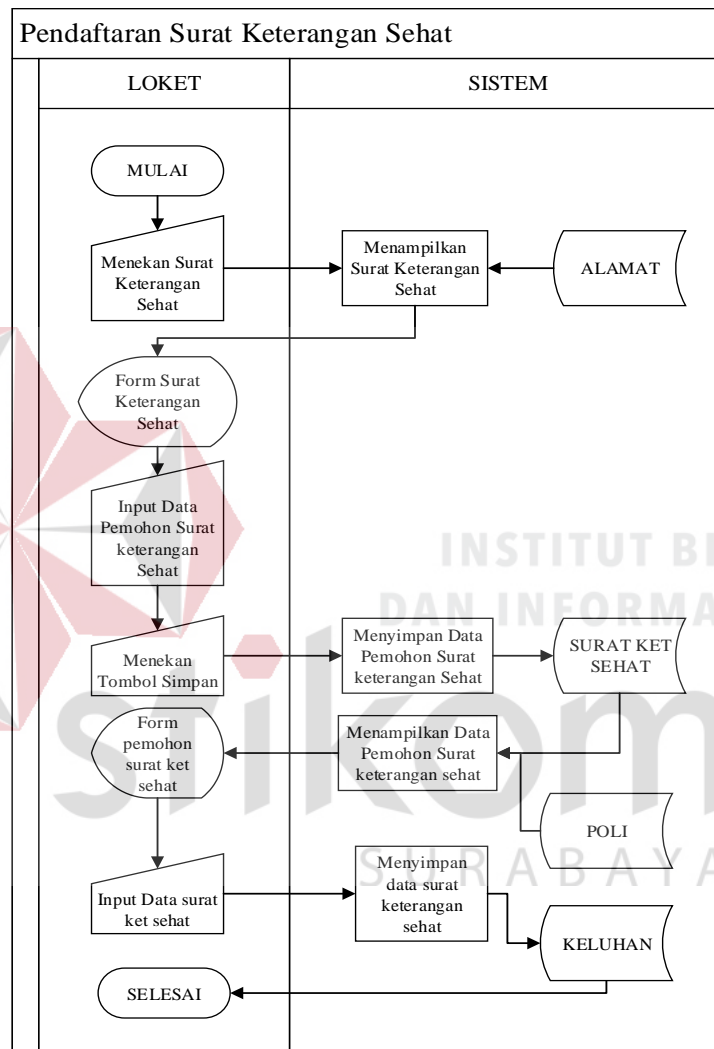 Pendaftaran Surat Keterangan Sehat
LOKET
SISTEM
MULAI
Menekan Surat
Keterangan
Sehat
Menampilkan
Surat Keterangan
Sehat
ALAMAT
Form Surat
Keterangan
Sehat
Input Data
Pemohon Surat
keterangan
Sehat
INSTITUT BI
DAN INFORMA
Menekan
Tombol Simpan
Menyimpan Data
Pemohon Surat
keterangan Sehat
SURAT KET
SEHAT
Form
pemohon
surat ket
sehat
Menampilkan Data
Pemohon Surat
keterangan sehat
stikom
POLI
SURABAYA
Input Data surat
ket sehat
Menyimpan
data surat
keterangan
sehat
KELUHAN
SELESAI